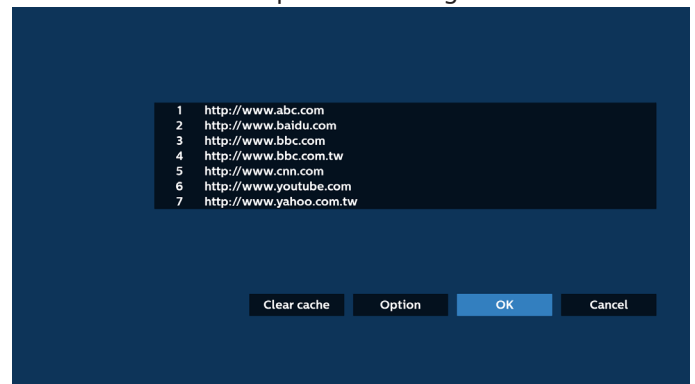 1 http://www.abc.com
2 http://www.baidu.com
3 http://www.bbc.com
4 http://www.bbc.com.tw
5 http://www.cnn.com
6 http://www.youtube.com
7 http://www.yahoo.com.tw
Clear cache Option OK Cancel